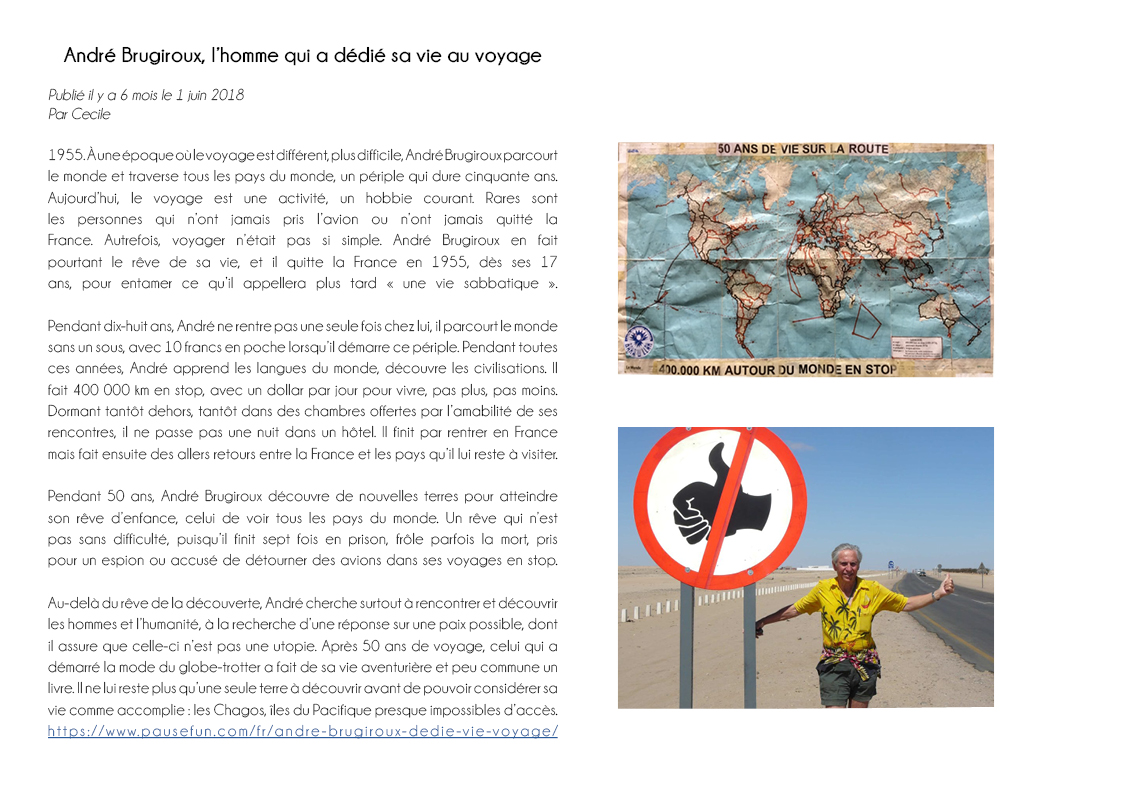 André Brugiroux, l'homme qui a dédié sa vie au voyage
Publié il y a 6 mois le 1 juin 2018
Par Cecile
1955. À une époque où le voyage est différent, plus difficile, André Brugiroux parcourt
le monde et traverse tous les pays du monde, un périple qui dure cinquante ans.
Aujourd'hui, le voyage est une activité, un hobbie courant. Rares sont
les personnes qui n'ont jamais pris l'avion ou n'ont jamais quitté la
France. Autrefois, voyager n'était pas si simple. André Brugiroux en fait
pourtant le rêve de sa vie, et il quitte la France en 1955, dès ses 17
ans, pour entamer ce qu'il appellera plus tard « une vie sabbatique ».
Pendant dix-huit ans, André ne rentre pas une seule fois chez lui, il parcourt le monde
sans un sous, avec 10 francs en poche lorsqu'il démarre ce périple. Pendant toutes
ces années, André apprend les langues du monde, découvre les civilisations. Il
fait 400 000 km en stop, avec un dollar par jour pour vivre, pas plus, pas moins.
Dormant tantôt dehors, tantôt dans des chambres offertes par l'amabilité de ses
rencontres, il ne passe pas une nuit dans un hôtel. Il finit par rentrer en France
mais fait ensuite des allers retours entre la France et les pays qu'il lui reste à visiter.
Pendant 50 ans, André Brugiroux découvre de nouvelles terres pour atteindre
son rêve d'enfance, celui de voir tous les pays du monde. Un rêve qui n'est
pas sans difficulté, puisqu'il finit sept fois en prison, frôle parfois la mort, pris
pour un espion ou accusé de détourner des avions dans ses voyages en stop.
Au-delà du rêve de la découverte, André cherche surtout à rencontrer et découvrir
les hommes et l'humanité, à la recherche d'une réponse sur une paix possible, dont
il assure que celle-ci n'est pas une utopie. Après 50 ans de voyage, celui qui a
démarré la mode du globe-trotter a fait de sa vie aventurière et peu commune un
livre. Il ne lui reste plus qu'une seule terre à découvrir avant de pouvoir considérer sa
vie comme accomplie : les Chagos, îles du Pacifique presque impossibles d'accès.
https://www.pausefun.com/fr/andre-brugiroux-dedie-vie-voyage/
50 ANS DE VIE SUR LA ROUTE
400.000 KM AUTOUR DU MONDE EN STOP